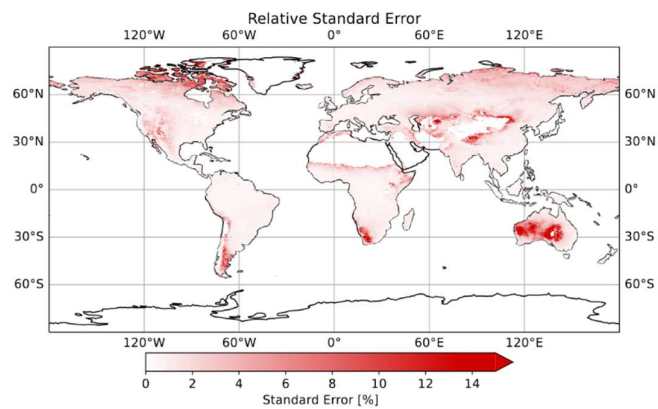 Relative Standard Error
120°W 60°W 0° 60°E 120°E
60°N 60°N
30°N 30°N
0° 0°
30°S 30°S
60°S 60°S
120°W 60°W 0° 60°E 120°E
0 2 4 6 8 10 12 14
Standard Error [%]